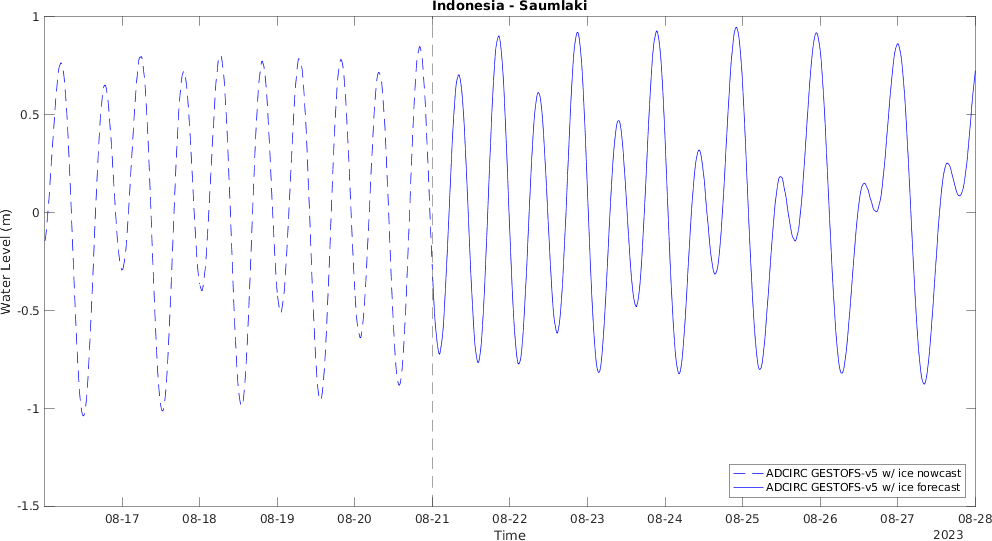 Indonesia - Saumlaki
1
0.5
0
-0.5
-1
-1.5
Water Level (m)
ADCIRC GESTOFS-v5 w/ ice nowcast
ADCIRC GESTOFS-v5 w/ ice forecast
08-17 08-18 08-19 08-20 08-21 08-22 08-23 08-24 08-25 08-26 08-27 08-28
Time
2023